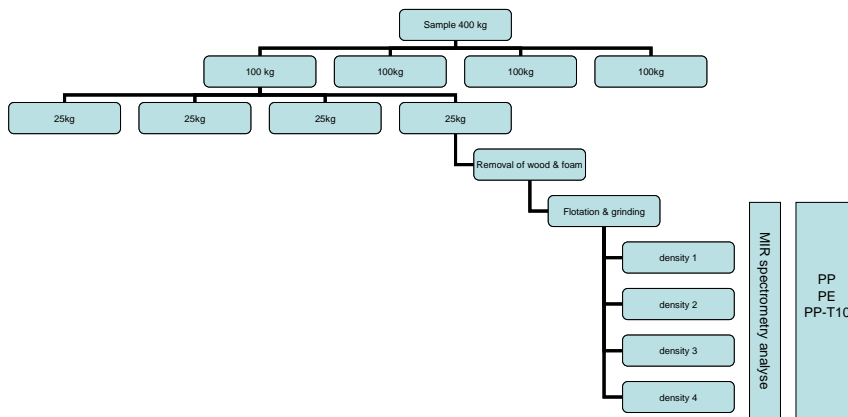 Sample 400 kg
100 kg
100kg
100kg
100kg
25kg
25kg
25kg
25kg
Removal of wood & foam
Flotation & grinding
density 1
density 2
density 3
density 4
MIR spectrometry analyse
PP
PE
PP-T10